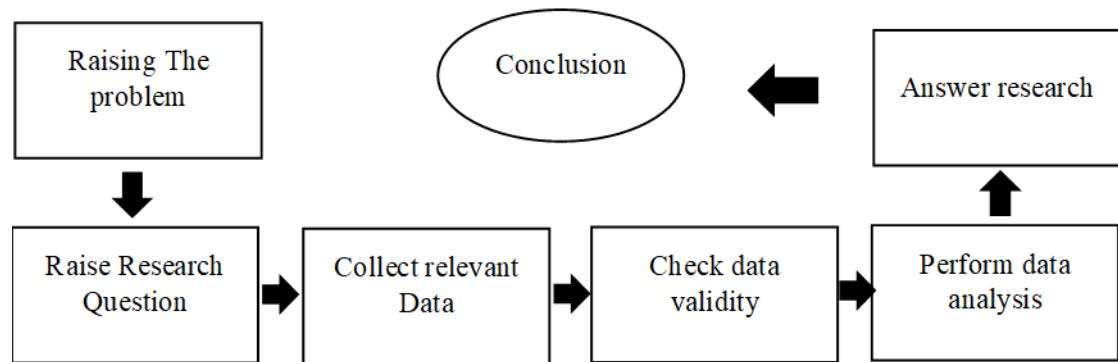 Raising The
problem
Raise Research
Question
Collect relevant
Data
Check data
validity
Perform data
analysis
Answer research
Conclusion